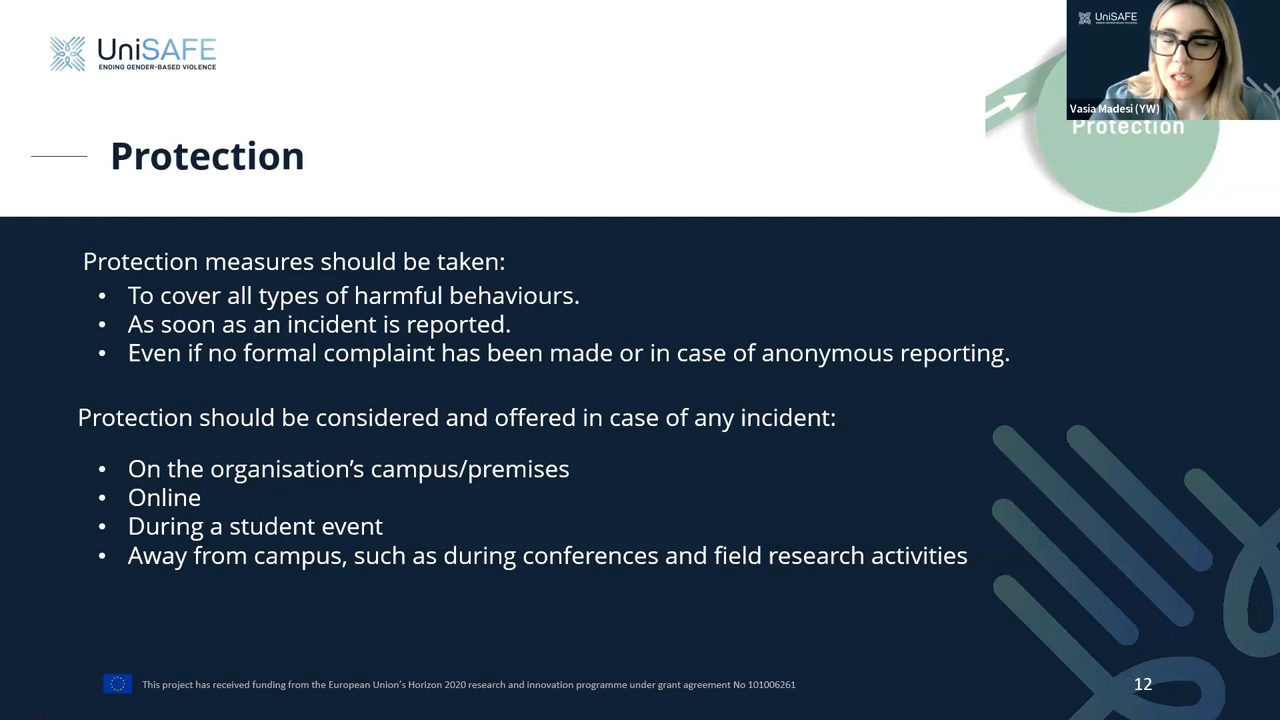 UniSAFE
ENDING GENDER-BASED VIOLENCE
UniSAFE
Vasia Madesi (YW)
Protection
Protection
Protection measures should be taken:
• To cover all types of harmful behaviours.
• As soon as an incident is reported.
• Even if no formal complaint has been made or in case of anonymous reporting.
Protection should be considered and offered in case of any incident:
• On the organisation’s campus/premises
• Online
• During a student event
• Away from campus, such as during conferences and field research activities
This project has received funding from the European Union’s Horizon 2020 research and innovation programme under grant agreement No 101006261
12